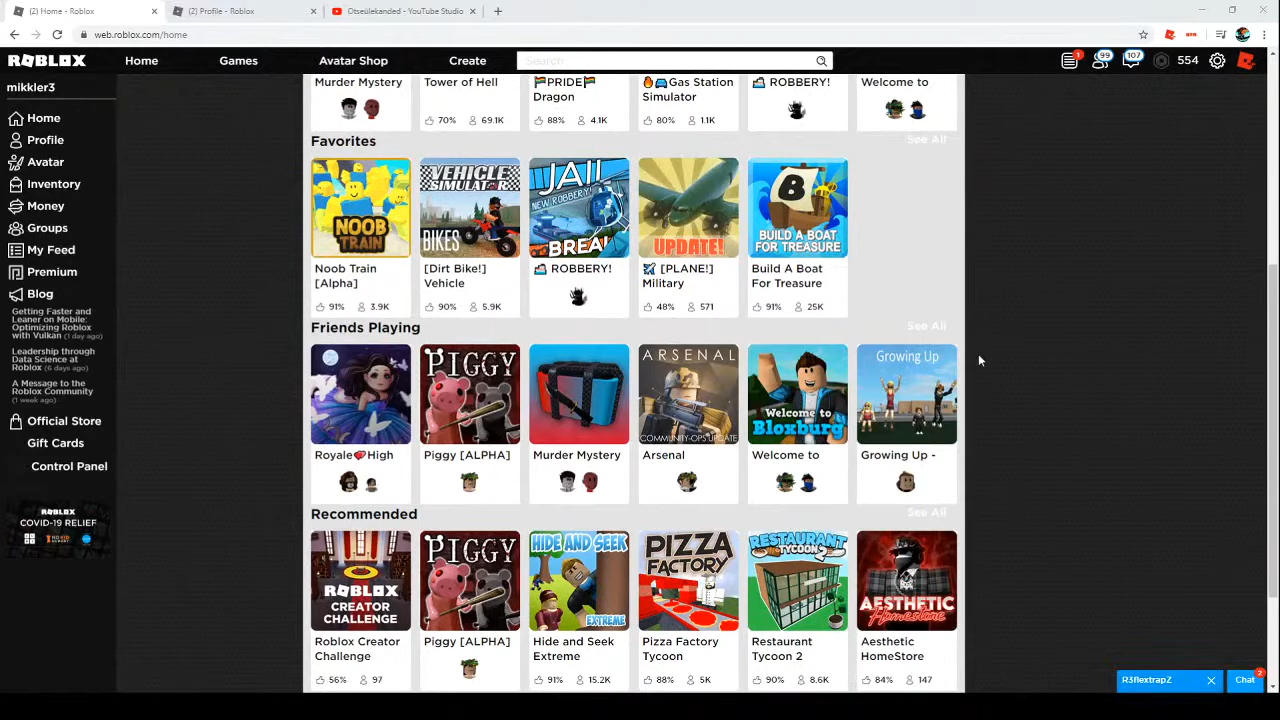 (2) Home - Roblox
(2) Profile - Roblox
Otseülekanded - YouTube Studio
web.roblox.com/home
ROBLOX
Home
Games
Avatar Shop
Create
Search
1
99
107
554
mikkler3
Home
Profile
Avatar
Inventory
Money
Groups
My Feed
Premium
Blog
Getting Faster and
Leaner on Mobile:
Optimizing Roblox
with Vulkan (1 day ago)
Leadership through
Data Science at
Roblox (6 days ago)
A Message to the
Roblox Community
(1 week ago)
Official Store
Gift Cards
Control Panel
ROBLOX
COVID-19 RELIEF
Murder Mystery
Tower of Hell
70% 69.1K
🏳️‍🌈PRIDE🏳️‍🌈
Dragon
88% 4.1K
🔥🚘Gas Station
Simulator
80% 1.1K
ROBBERY!
Welcome to
Favorites
See All
NOOB
TRAIN
Noob Train
[Alpha]
91% 3.9K
VEHICLE
SIMULATOR
BIKES
[Dirt Bike!]
Vehicle
90% 5.9K
JAIL
NEW ROBBERY!
BREAK
ROBBERY!
UPDATE!
[PLANE!]
Military
48% 571
B
BUILD A BOAT
FOR TREASURE
Build A Boat
For Treasure
91% 25K
Friends Playing
See All
Royale💗High
PIGGY
Piggy [ALPHA]
Murder Mystery
ARSENAL
COMMUNITY-OPS UPDATE
Arsenal
Welcome to
Bloxburg
Welcome to
Growing Up
Growing Up -
Recommended
See All
ROBLOX
CREATOR
CHALLENGE
Roblox Creator
Challenge
56% 97
PIGGY
Piggy [ALPHA]
HIDE AND SEEK
EXTREME
Hide and Seek
Extreme
15.2K
PIZZA
FACTORY
Pizza Factory
Tycoon
88% 5K
RESTAURANT
TYCOON 2
Restaurant
Tycoon 2
90% 8.6K
AESTHETIC
Homestore
Aesthetic
HomeStore
84% 147
R3flextrapZ
Chat
2